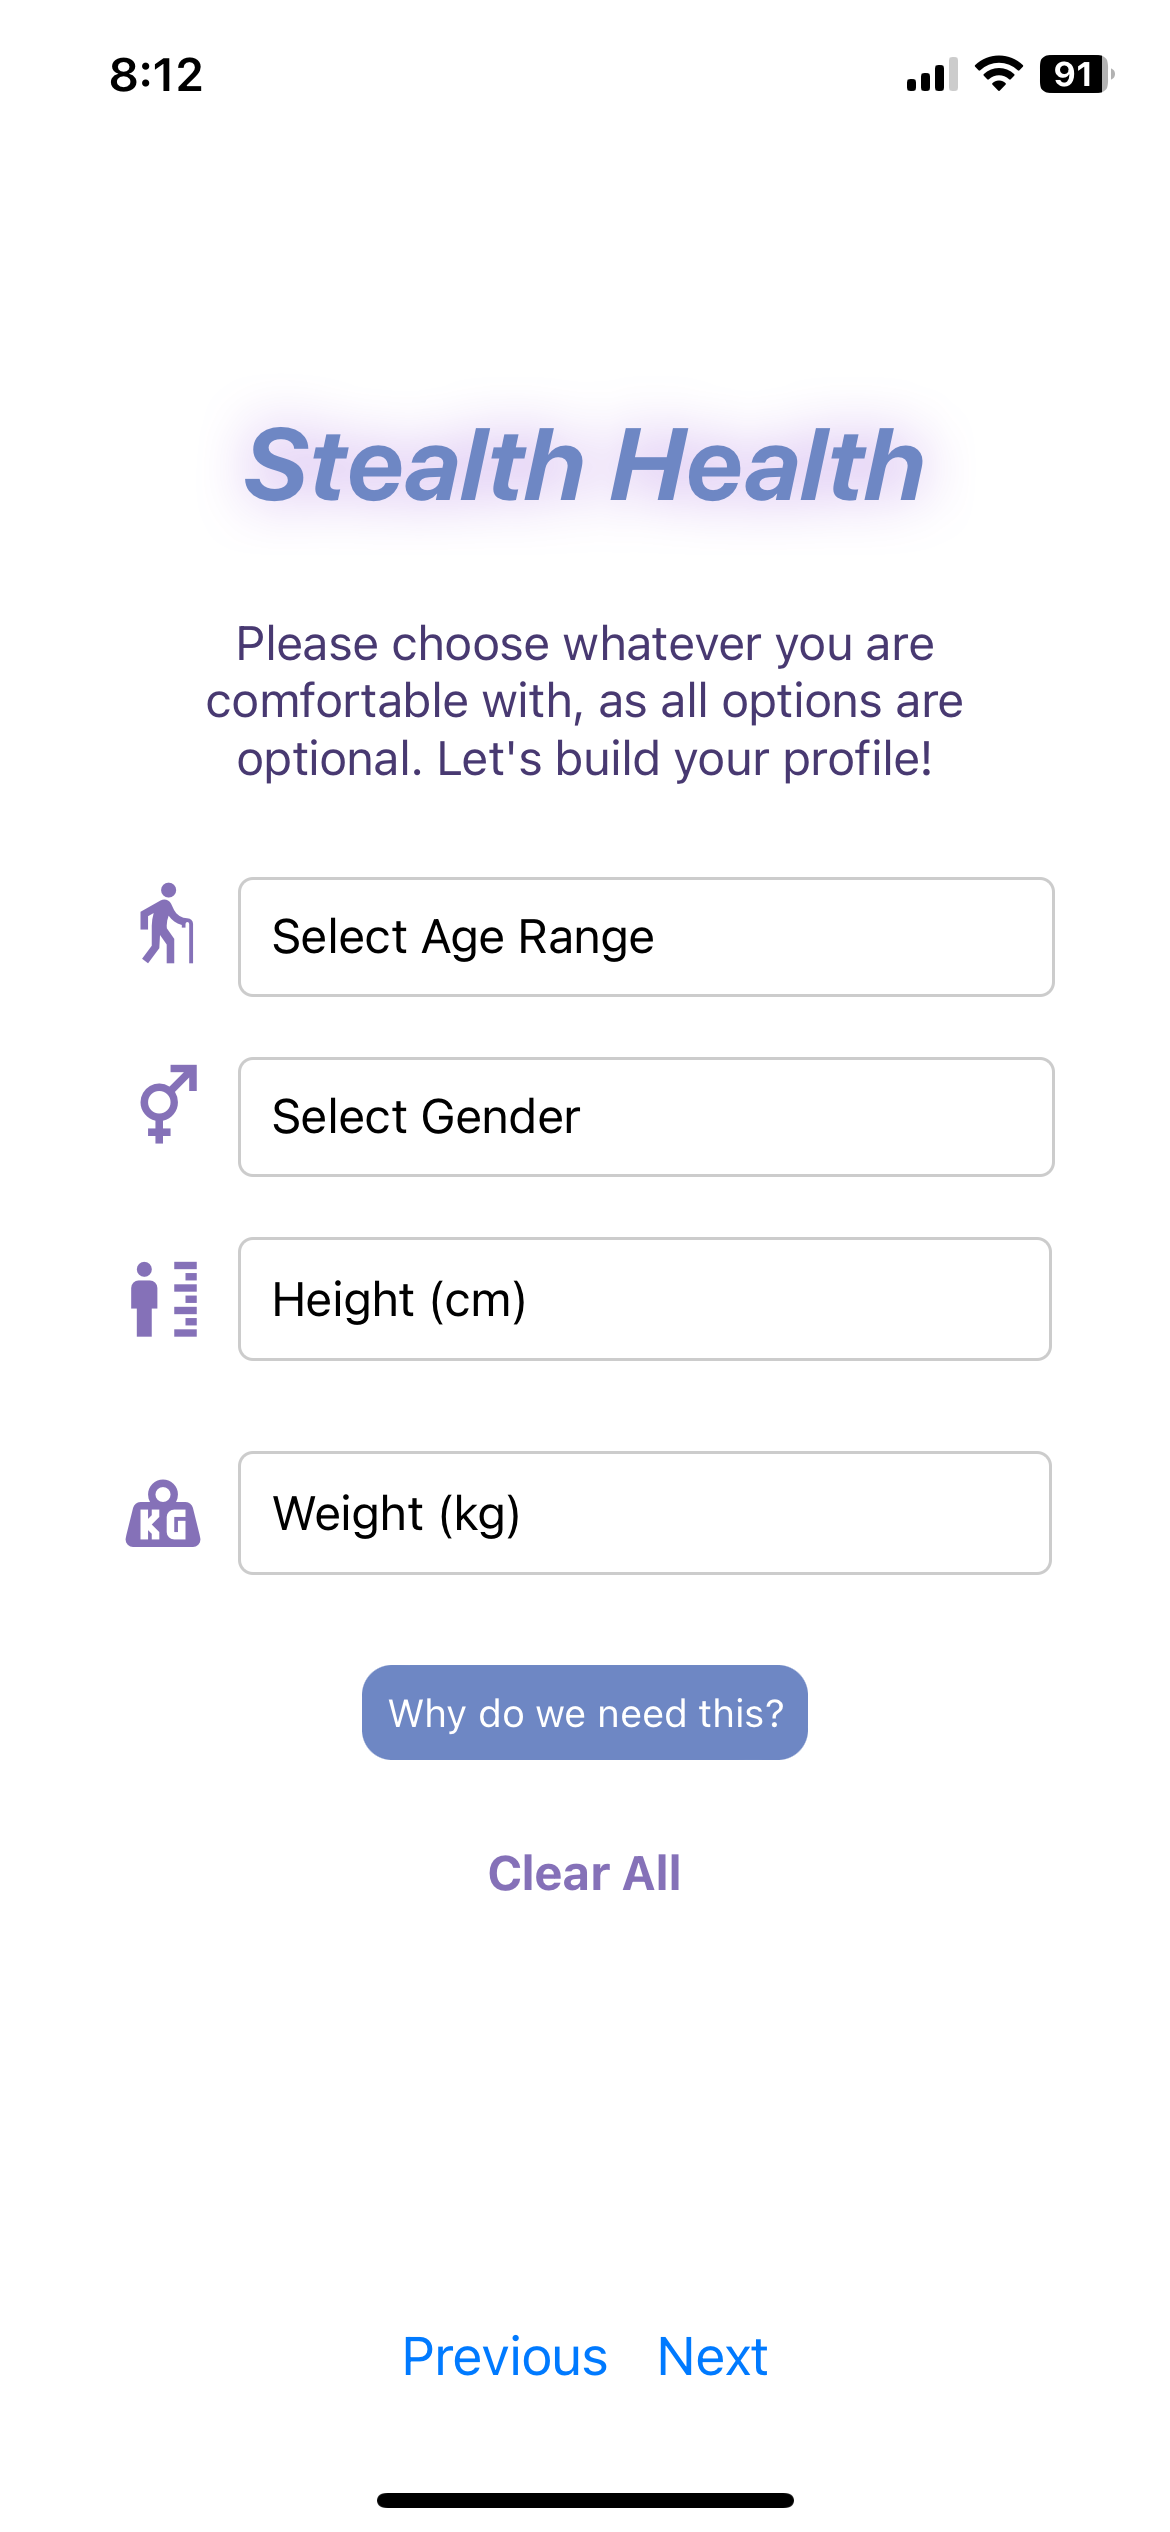 8:12
91
Stealth Health
Please choose whatever you are
comfortable with, as all options are
optional. Let's build your profile!
Select Age Range
Select Gender
Height (cm)
KG
Weight (kg)
Why do we need this?
Clear All
Previous Next